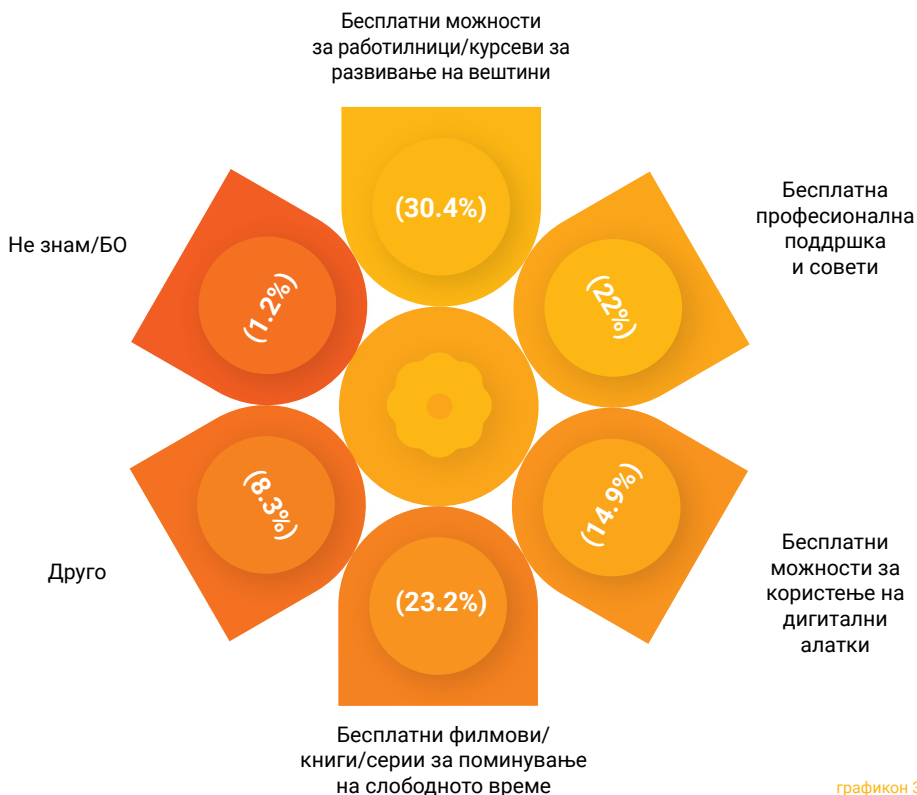 Бесплатни можности
за работилници/курсеви за
развивање на вештини
(30.4%)
Бесплатна
професионална
поддршка
и совети
(22%)
Не знам/БО
(1.2%)
Друго
(8.3%)
(14.9%)
Бесплатни
можности за
користење на
дигитални
алатки
(23.2%)
Бесплатни филмови/
книги/серии за поминување
на слободното време
графикон 3